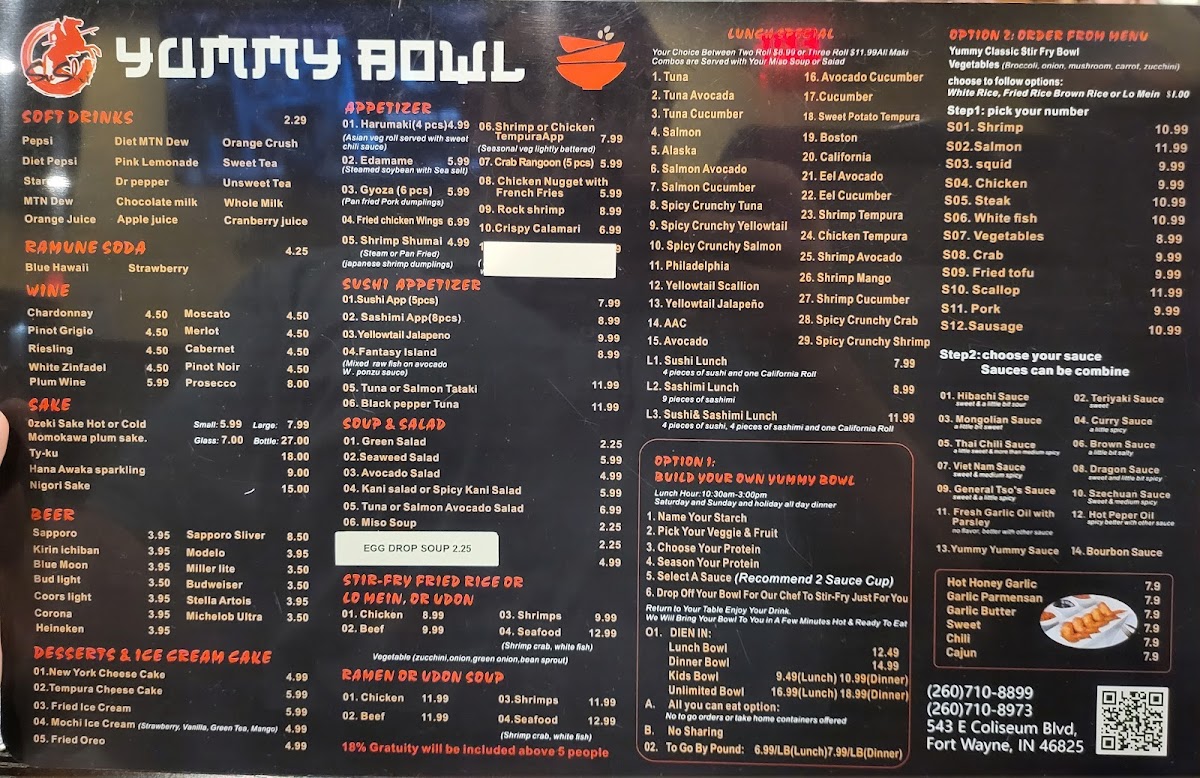 YUMMY BOWL
SOFT DRINKS 2.29
Pepsi Diet MTN Dew Orange Crush
Diet Pepsi Pink Lemonade Sweet Tea
Dr pepper Unsweet Tea
MTN Dew Chocolate milk Whole Milk
Orange Juice Apple juice Cranberry juice
RAMUNE SODA 4.25
Blue Hawaii Strawberry
WINE
Chardonnay 4.50 Moscato 4.50
Pinot Grigio 4.50 Merlot 4.50
Riesling 4.50 Cabernet 4.50
White Zinfadel 4.50 Pinot Noir 4.50
Plum Wine 5.99 Prosecco 8.00
SAKE
Ozeki Sake Hot or Cold Small: 5.99 Large: 7.99
Momokawa plum sake. Glass: 7.00 Bottle: 27.00
Ty-ku 18.00
Hana Awaka sparkling 9.00
Nigori Sake 15.00
BEER
Sapporo 3.95 Sapporo Sliver 8.50
Kirin ichiban 3.95 Modelo 3.95
Blue Moon 3.95 Miller lite 3.50
Bud light 3.50 Budweiser 3.50
Coors light 3.95 Stella Artois 3.95
Corona 3.95 Michelob Ultra 3.50
Heineken 3.95
DESSERTS & ICE CREAM CAKE
01.New York Cheese Cake 4.99
02.Tempura Cheese Cake 5.99
03. Fried Ice Cream 5.99
04. Mochi Ice Cream (Strawberry, Vanilla, Green Tea, Mango) 4.99
05. Fried Oreo 4.99
APPETIZER
01. Harumaki(4 pcs)4.99
(Asian veg roll served with sweet
chili sauce)
02. Edamame 5.99
(Steamed soybean with Sea salt)
03. Gyoza (6 pcs) 5.99
(Pan fried Pork dumplings)
04. Fried chicken Wings 6.99
05. Shrimp Shumai 4.99
(Steam or Pan Fried)
(japanese shrimp dumplings)
06.Shrimp or Chicken
TempuraApp 7.99
(Seasonal veg lightly battered)
07. Crab Rangoon (5 pcs) 5.99
08. Chicken Nugget with
French Fries 5.99
09. Rock shrimp 8.99
10.Crispy Calamari 6.99
SUSHI APPETIZER
01.Sushi App (5pcs) 7.99
02. Sashimi App(8pcs) 8.99
03.Yellowtail Jalapeno 9.99
04.Fantasy Island 8.99
(Mixed raw fish on avocado
W . ponzu sauce)
05. Tuna or Salmon Tataki 11.99
06. Black pepper Tuna 11.99
SOUP & SALAD
01. Green Salad 2.25
02.Seaweed Salad 5.99
03. Avocado Salad 4.99
04. Kani salad or Spicy Kani Salad 5.99
05. Tuna or Salmon Avocado Salad 6.99
06. Miso Soup 2.25
EGG DROP SOUP 2.25 2.25
4.99
STIR-FRY FRIED RICE OR
LO MEIN, OR UDON
01. Chicken 8.99 03. Shrimps 9.99
02. Beef 9.99 04. Seafood 12.99
(Shrimp crab, white fish)
Vegetable (zucchini,onion,green onion,bean sprout)
RAMEN OR UDON SOUP
01. Chicken 11.99 03.Shrimps 11.99
02. Beef 11.99 04.Seafood 12.99
(Shrimp crab, white fish)
18% Gratuity will be included above 5 people
LUNCH SPECIAL
Your Choice Between Two Roll $8.99 or Three Roll $11.99All Maki
Combos are Served with Your Miso Soup or Salad
1. Tuna
2. Tuna Avocada
3. Tuna Cucumber
4. Salmon
5. Alaska
6. Salmon Avocado
7. Salmon Cucumber
8. Spicy Crunchy Tuna
9. Spicy Crunchy Yellowtail
10. Spicy Crunchy Salmon
11. Philadelphia
12. Yellowtail Scallion
13. Yellowtail Jalapeño
14. AAC
15. Avocado
16. Avocado Cucumber
17.Cucumber
18. Sweet Potato Tempura
19. Boston
20. California
21. Eel Avocado
22. Eel Cucumber
23. Shrimp Tempura
24. Chicken Tempura
25. Shrimp Avocado
26. Shrimp Mango
27. Shrimp Cucumber
28. Spicy Chunchy Crab
29. Spicy Chunchy Shrimp
L1. Sushi Lunch 7.99
4 pieces of sushi and one California Roll
L2. Sashimi Lunch 8.99
9 pieces of sashimi
L3. Sushi& Sashimi Lunch 11.99
4 pieces of sushi, 4 pieces of sashimi and one California Roll
OPTION 1:
BUILD YOUR OWN YUMMY BOWL
Lunch Hour: 10:30am-3:00pm
Saturday and Sunday and holiday all day dinner
1. Name Your Starch
2. Pick Your Veggie & Fruit
3. Choose Your Protein
4. Season Your Protein
5. Select A Sauce (Recommend 2 Sauce Cup)
6. Drop Off Your Bowl For Our Chef To Stir-Fry Just For You
Return to Your Table Enjoy Your Drink.
We Will Bring Your Bowl To You in A Few Minutes Hot & Ready To Eat
O1. DIEN IN:
Lunch Bowl 12.49
Dinner Bowl 14.99
Kids Bowl 9.49(Lunch) 10.99(Dinner)
Unlimited Bowl 16.99(Lunch) 18.99(Dinner)
A. All you can eat option:
No to go orders or take home containers offered
B. No Sharing
02. To Go By Pound: 6.99/LB(Lunch)7.99/LB(Dinner)
OPTION 2: ORDER FROM MENU
Yummy Classic Stir Fry Bowl
Vegetables (Broccoli, onion, mushroom, carrot, zucchini)
choose to follow options:
White Rice, Fried Rice Brown Rice or Lo Mein $1.00
Step1: pick your number
S01. Shrimp 10.99
S02.Salmon 11.99
S03. squid 9.99
S04. Chicken 9.99
S05. Steak 10.99
S06. White fish 10.99
S07. Vegetables 8.99
S08. Crab 9.99
S09. Fried tofu 9.99
S10. Scallop 11.99
S11. Pork 9.99
S12.Sausage 10.99
Step2: choose your sauce
Sauces can be combine
01. Hibachi Sauce 02. Teriyaki Sauce
sweet & a little bit sour sweet
03. Mongolian Sauce 04. Curry Sauce
a little bit sweet a little spicy
05. Thai Chili Sauce 06. Brown Sauce
a little sweet & more than medium spicy a little bit salty
07. Viet Nam Sauce 08. Dragon Sauce
sweet & medium spicy sweet and little bit spicy
09. General Tso's Sauce 10. Szechuan Sauce
sweet & a little spicy Sweet & medium spicy
11. Fresh Garlic Oil with 12. Hot Peper Oil
Parsley spicy better with other sauce
no flavor, better with other sauce
13.Yummy Yummy Sauce 14. Bourbon Sauce
Hot Honey Garlic 7.9
Garlic Parmensan 7.9
Garlic Butter 7.9
Sweet 7.9
Chili 7.9
Cajun 7.9
(260)710-8899
(260)710-8973
543 E Coliseum Blvd,
Fort Wayne, IN 46825